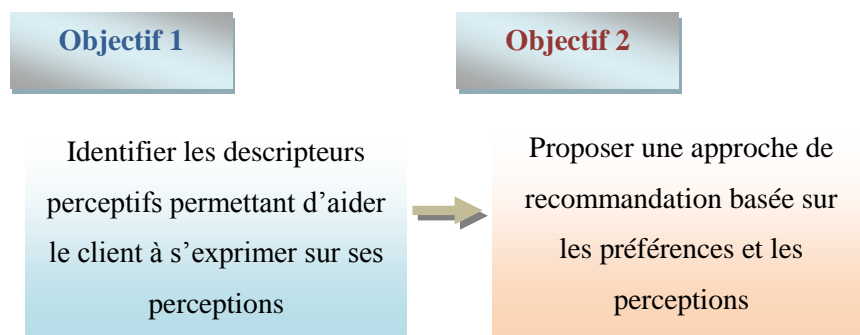 Objectif 1
Identifier les descripteurs
perceptifs permettant d’aider
le client à s’exprimer sur ses
perceptions
Objectif 2
Proposer une approche de
recommandation basée sur
les préférences et les
perceptions